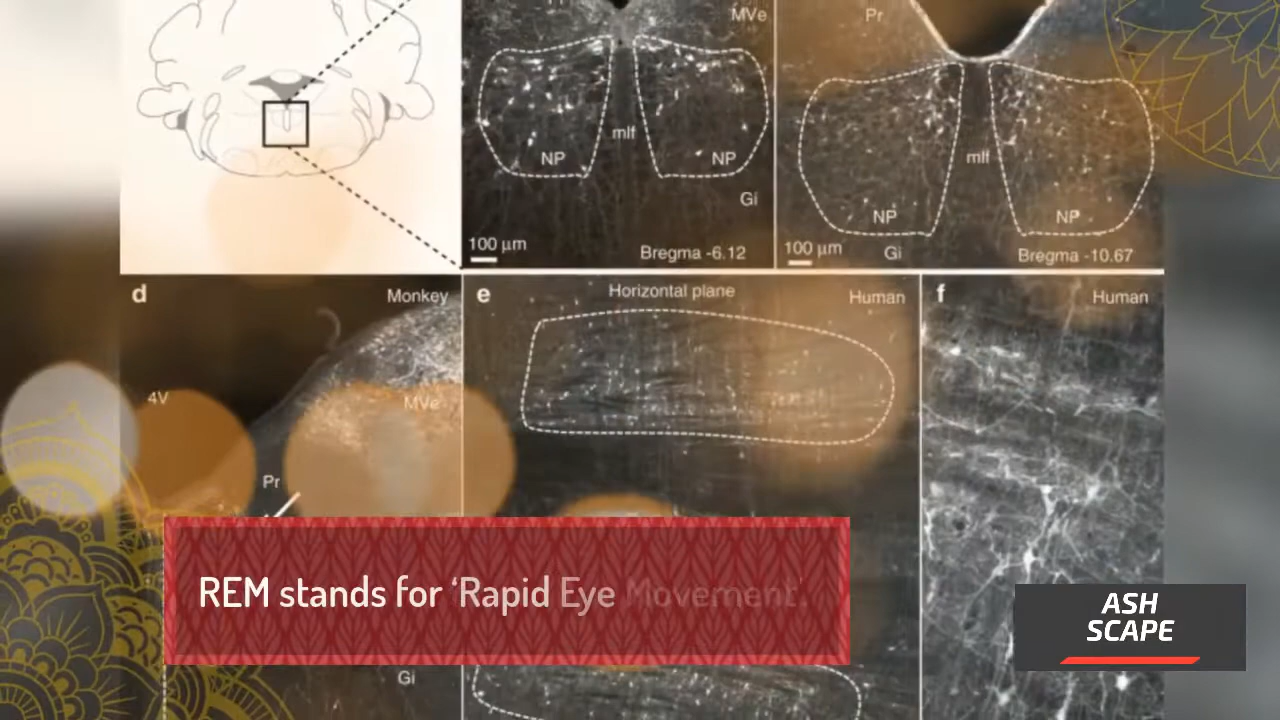 MVe
Pr
mlf
mlf
NP
NP
Gi
NP
NP
100 µm
Bregma -6.12
100 µm
Gi
Bregma -10.67
d
Monkey
e
Horizontal plane
Human
f
Human
4V
MVe
Pr
REM stands for ‘Rapid Eye Movement’.
ASH
SCAPE
Gi